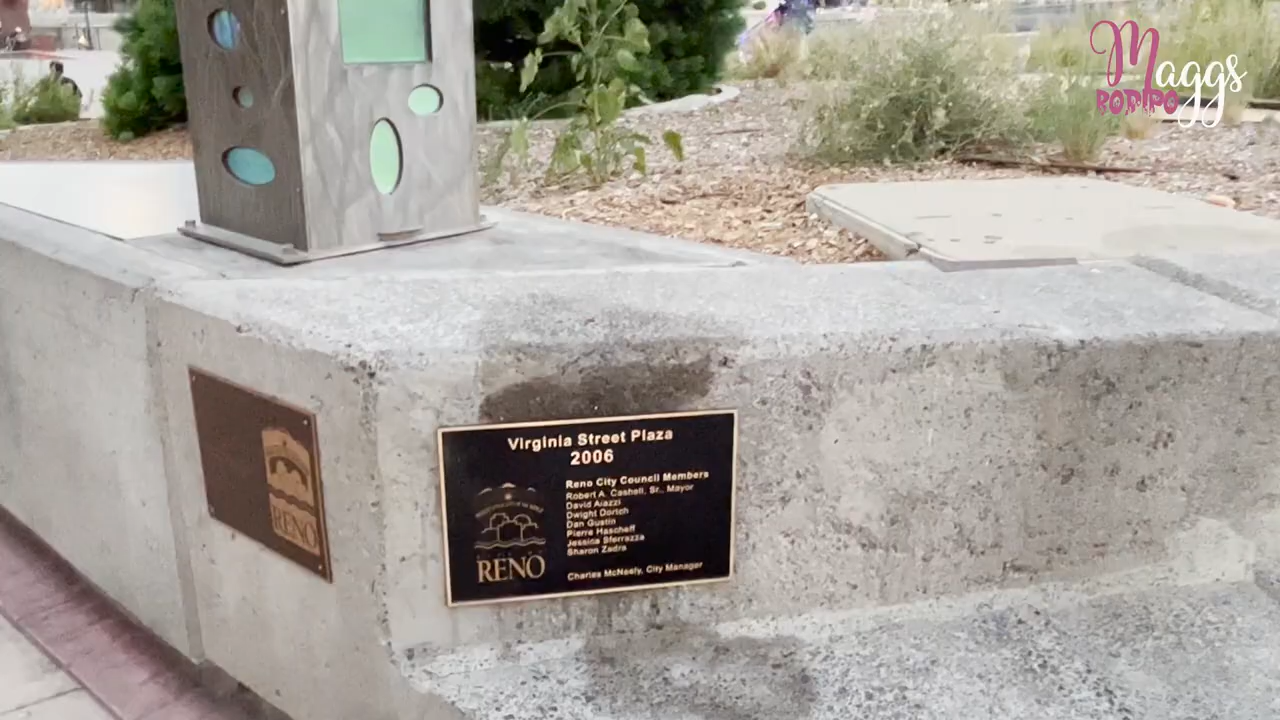 Maggs
ROMPO
Virginia Street Plaza
2006
Reno City Council Members
Robert A. Cashell, Sr., Mayor
David Aiazzi
Dwight Dortch
Dan Gustin
Pierre Hascheff
Jessica Sferrazza
Sharon Zadra
Charles McNeely, City Manager
RENO
RENO